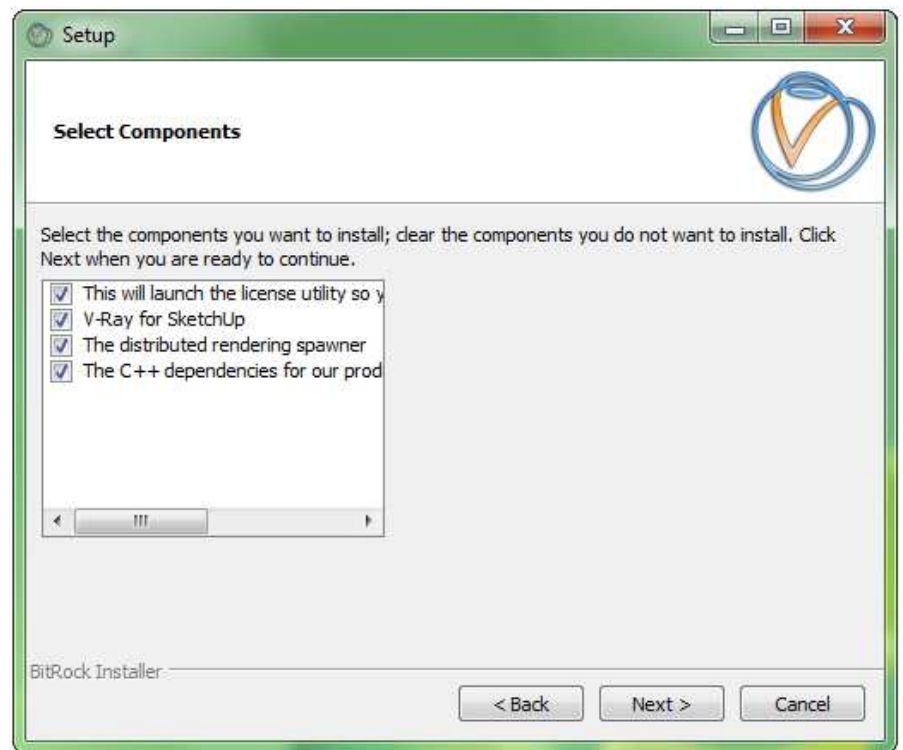 Setup
Select Components
Select the components you want to install; clear the components you do not want to install. Click
Next when you are ready to continue.
This will launch the license utility so y
V-Ray for SketchUp
The distributed rendering spawner
The C++ dependencies for our prod
BitRock Installer
< Back Next > Cancel